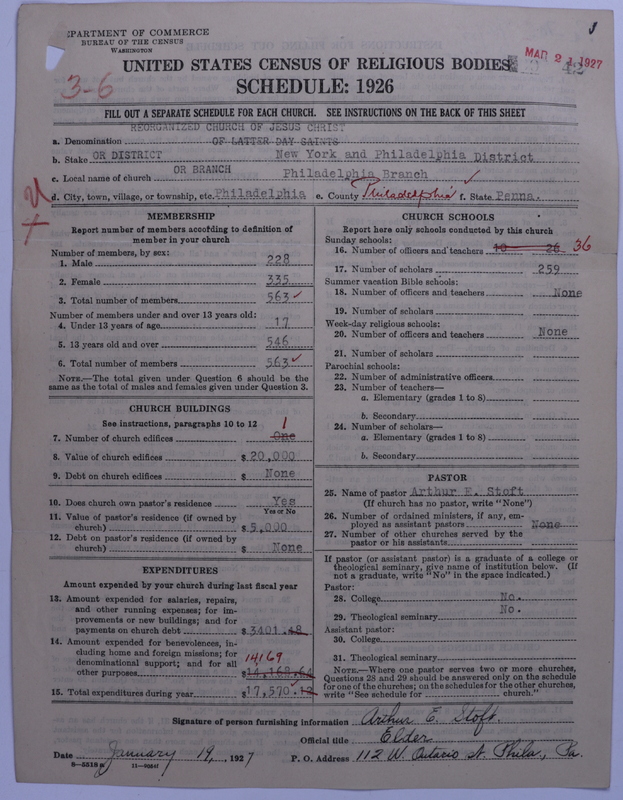 DEPARTMENT OF COMMERCE
BUREAU OF THE CENSUS
WASHINGTON
MAR 21 1927
UNITED STATES CENSUS OF RELIGIOUS BODIES
3-6
SCHEDULE: 1926
FILL OUT A SEPARATE SCHEDULE FOR EACH CHURCH. SEE INSTRUCTIONS ON THE BACK OF THIS SHEET
REORGANIZED CHURCH OF JESUS CHRIST
a. Denomination OF LATTER DAY SAINTS
b. Stake OR DISTRICT New York and Philadelphia District
c. Local name of church OR BRANCH Philadelphia Branch
d. City, town, village, or township, etc. Philadelphia e. County Philadelphia f. State Penna.
MEMBERSHIP
Report number of members according to definition of
member in your church
Number of members, by sex:
1. Male 228
2. Female 335
3. Total number of members 563
Number of members under and over 13 years old:
4. Under 13 years of age 17
5. 13 years old and over 546
6. Total number of members 563
NOTE.—The total given under Question 6 should be
the same as the total of males and females given under Question 3.
CHURCH BUILDINGS
See instructions, paragraphs 10 to 12 1
7. Number of church edifices One
8. Value of church edifices $20,000
9. Debt on church edifices $ None
10. Does church own pastor's residence Yes
Yes or No
11. Value of pastor's residence (if owned by
church) $5,000
12. Debt on pastor's residence (if owned by
church) $ None
EXPENDITURES
Amount expended by your church during last fiscal year
13. Amount expended for salaries, repairs,
and other running expenses; for im-
provements or new buildings; and for
payments on church debt $3401.48
14. Amount expended for benevolences, in-
cluding home and foreign missions; for
denominational support; and for all 14169
other purposes $14,168.64
15. Total expenditures during year $17,570.12
CHURCH SCHOOLS
Report here only schools conducted by this church
Sunday schools:
16. Number of officers and teachers 10 26 36
17. Number of scholars 259
Summer vacation Bible schools:
18. Number of officers and teachers None
19. Number of scholars
Week-day religious schools:
20. Number of officers and teachers None
21. Number of scholars
Parochial schools:
22. Number of administrative officers
23. Number of teachers—
a. Elementary (grades 1 to 8)
b. Secondary
24. Number of scholars—
a. Elementary (grades 1 to 8)
b. Secondary
PASTOR
25. Name of pastor Arthur E. Stoft
(If church has no pastor, write "None")
26. Number of ordained ministers, if any, em-
ployed as assistant pastors None
27. Number of other churches served by the
pastor or his assistants
If pastor (or assistant pastor) is a graduate of a college or
theological seminary, give name of institution below. (If
not a graduate, write "No" in the space indicated.)
Pastor:
28. College No.
29. Theological seminary No.
Assistant pastor:
30. College
31. Theological seminary
NOTE.—Where one pastor serves two or more churches,
Questions 28 and 29 should be answered only on the schedule
for one of the churches; on the schedules for the other churches,
write "See schedule for church."
Signature of person furnishing information Arthur E. Stoft.
Official title Elder
Date January 19, 1927 P. O. Address 112 W. Ontario St. Phila., Pa.
8-5518 11-9054f